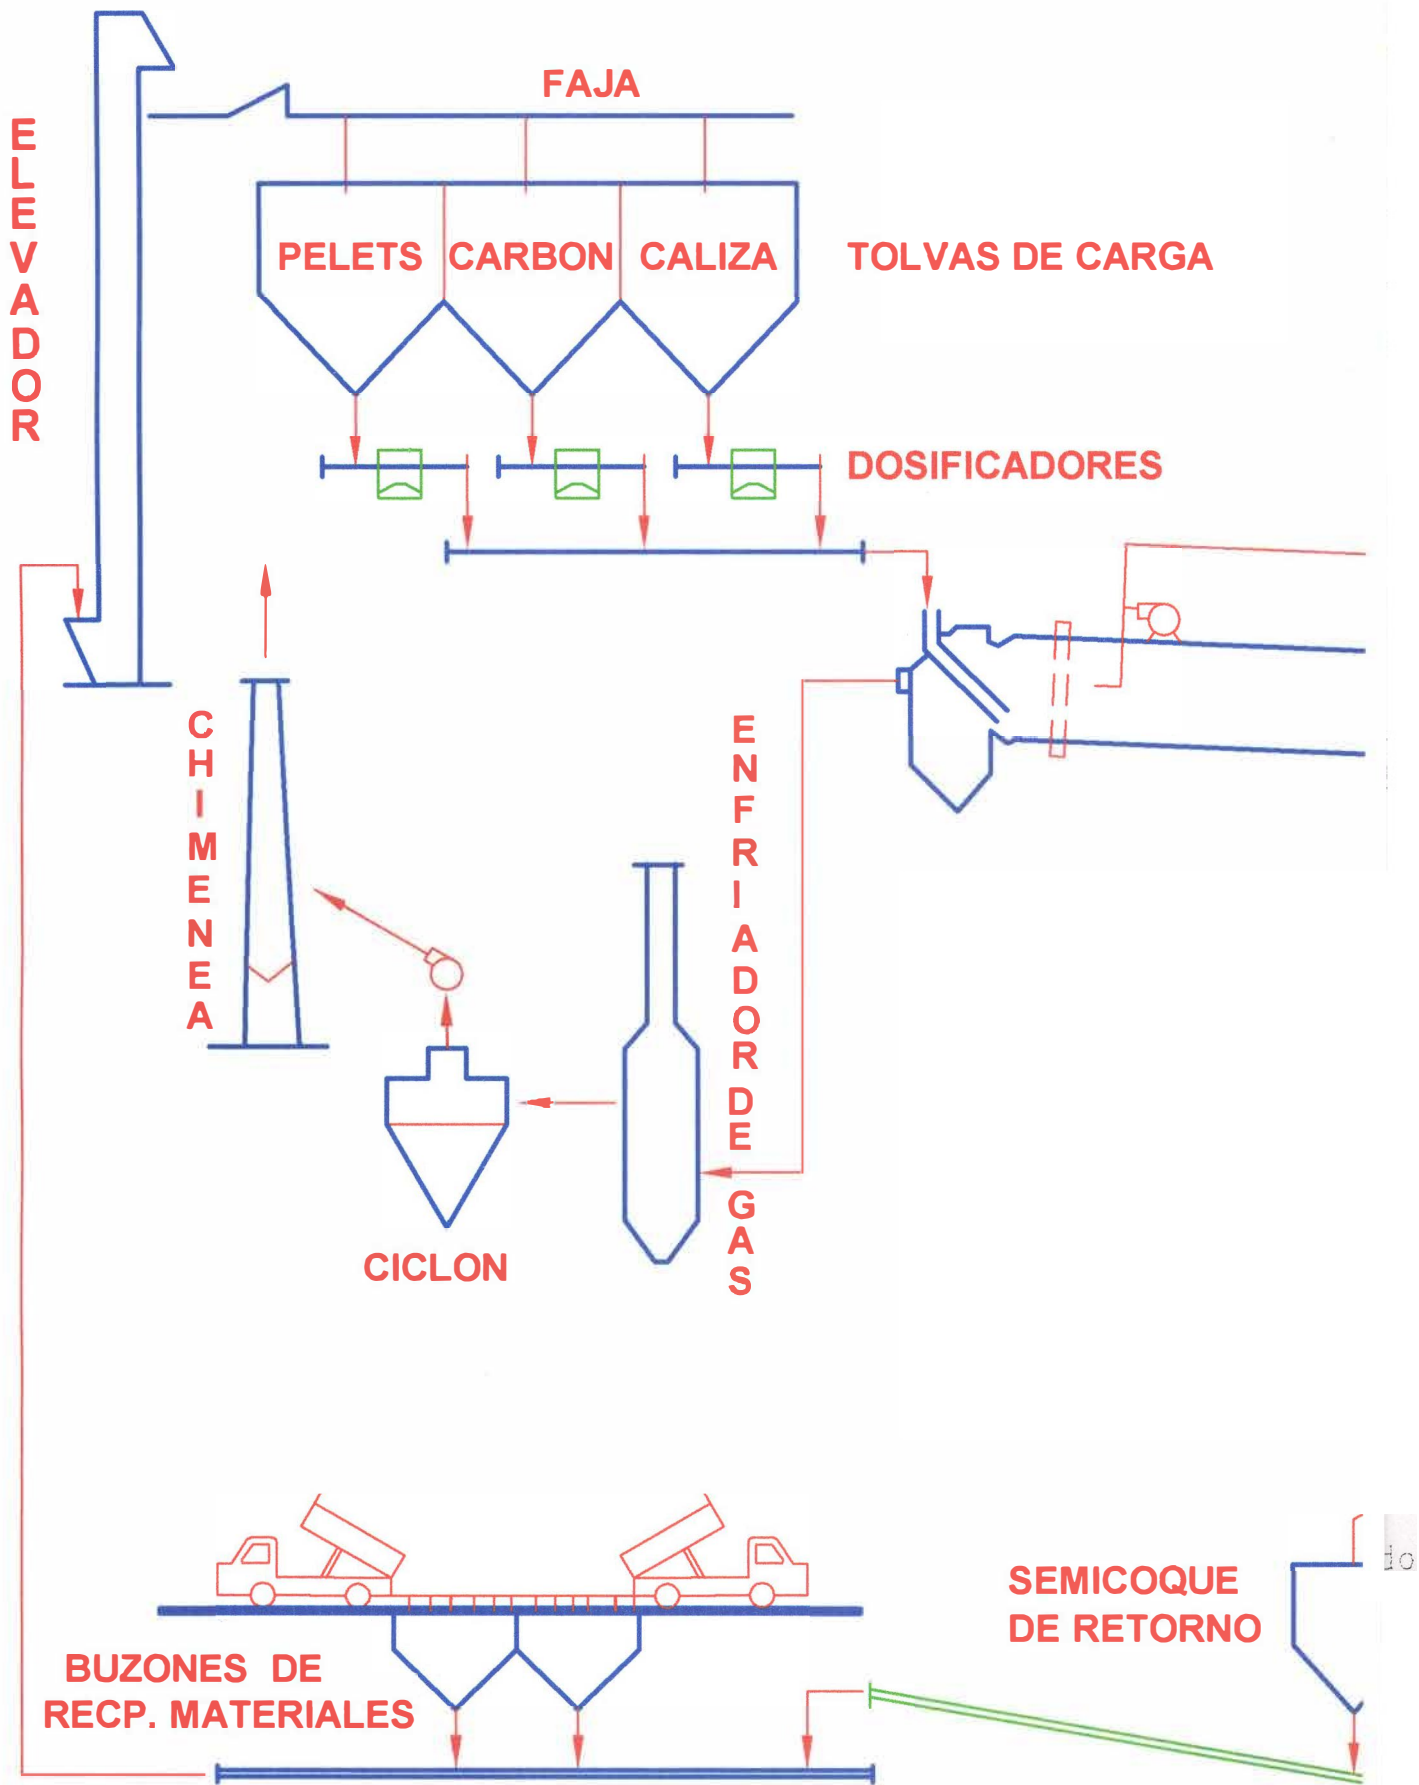 FAJA
ELEVADOR
PELETS CARBON CALIZA
TOLVAS DE CARGA
DOSIFICADORES
CHIMENEA
ENFRIADOR DE GAS
CICLON
SEMICOQUE
DE RETORNO
BUZONES DE
RECP. MATERIALES